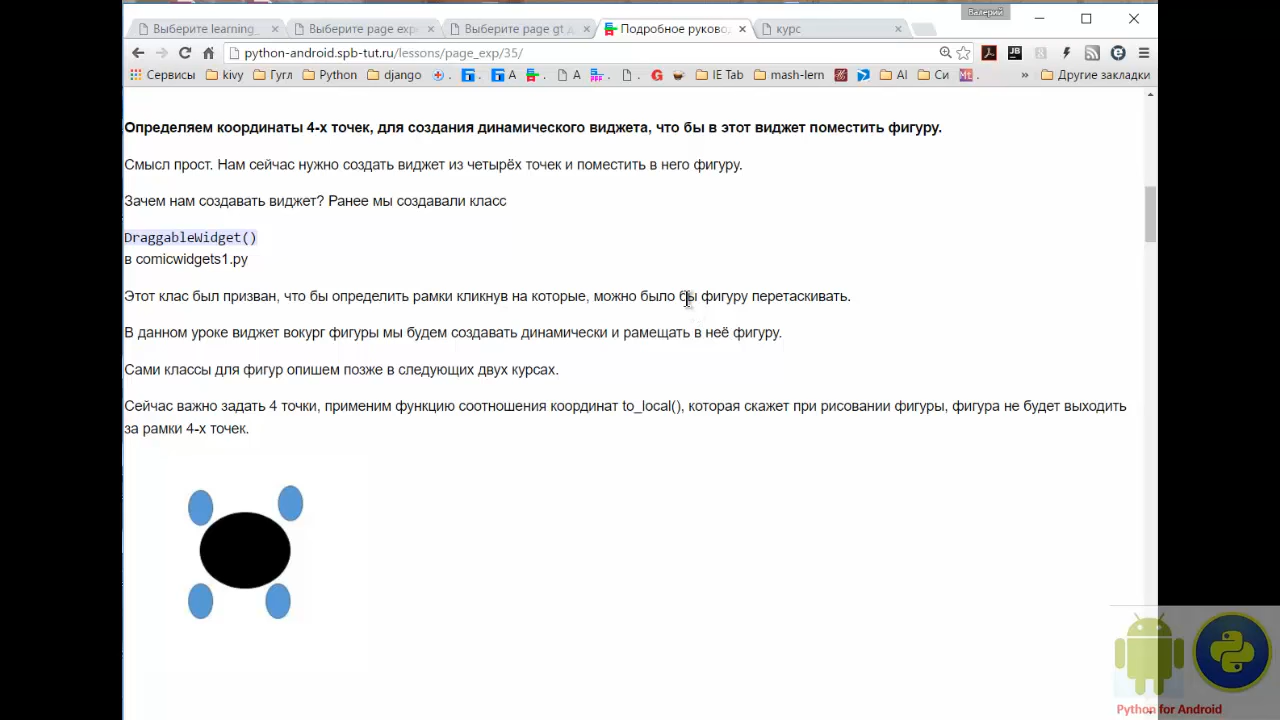 Валерий
Выберите learning_
Выберите page exp
Выберите page gt д
Подробное руково
курс
python-android.spb-tut.ru/lessons/page_exp/35/
Сервисы kivy Гугл Python django A A IE Tab mash-lern AI Си » Другие закладки
Определяем координаты 4-х точек, для создания динамического виджета, что бы в этот виджет поместить фигуру.
Смысл прост. Нам сейчас нужно создать виджет из четырёх точек и поместить в него фигуру.
Зачем нам создавать виджет? Ранее мы создавали класс
DraggableWidget()
в comicwidgets1.py
Этот клас был призван, что бы определить рамки кликнув на которые, можно было бы фигуру перетаскивать.
В данном уроке виджет вокург фигуры мы будем создавать динамически и рамещать в неё фигуру.
Сами классы для фигур опишем позже в следующих двух курсах.
Сейчас важно задать 4 точки, применим функцию соотношения координат to_local(), которая скажет при рисовании фигуры, фигура не будет выходить
за рамки 4-х точек.
Python for Android